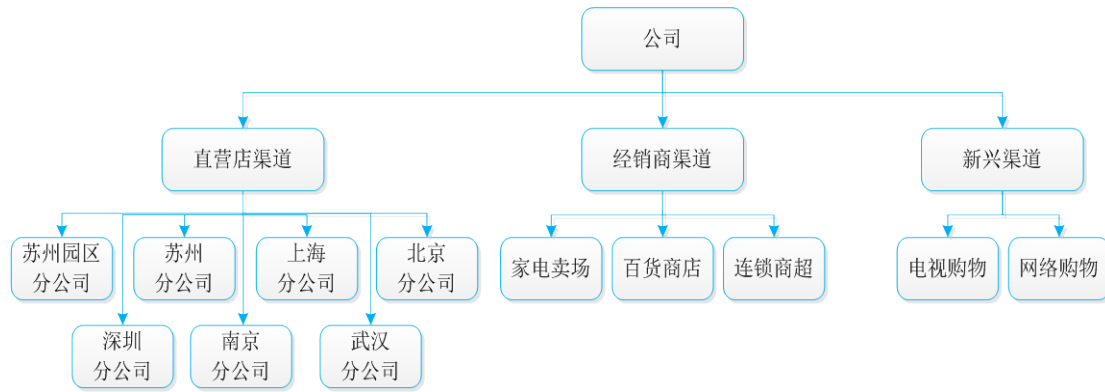 公司
直营店渠道
经销商渠道
新兴渠道
苏州园区
分公司
苏州
分公司
上海
分公司
北京
分公司
家电卖场
百货商店
连锁商超
电视购物
网络购物
深圳
分公司
南京
分公司
武汉
分公司